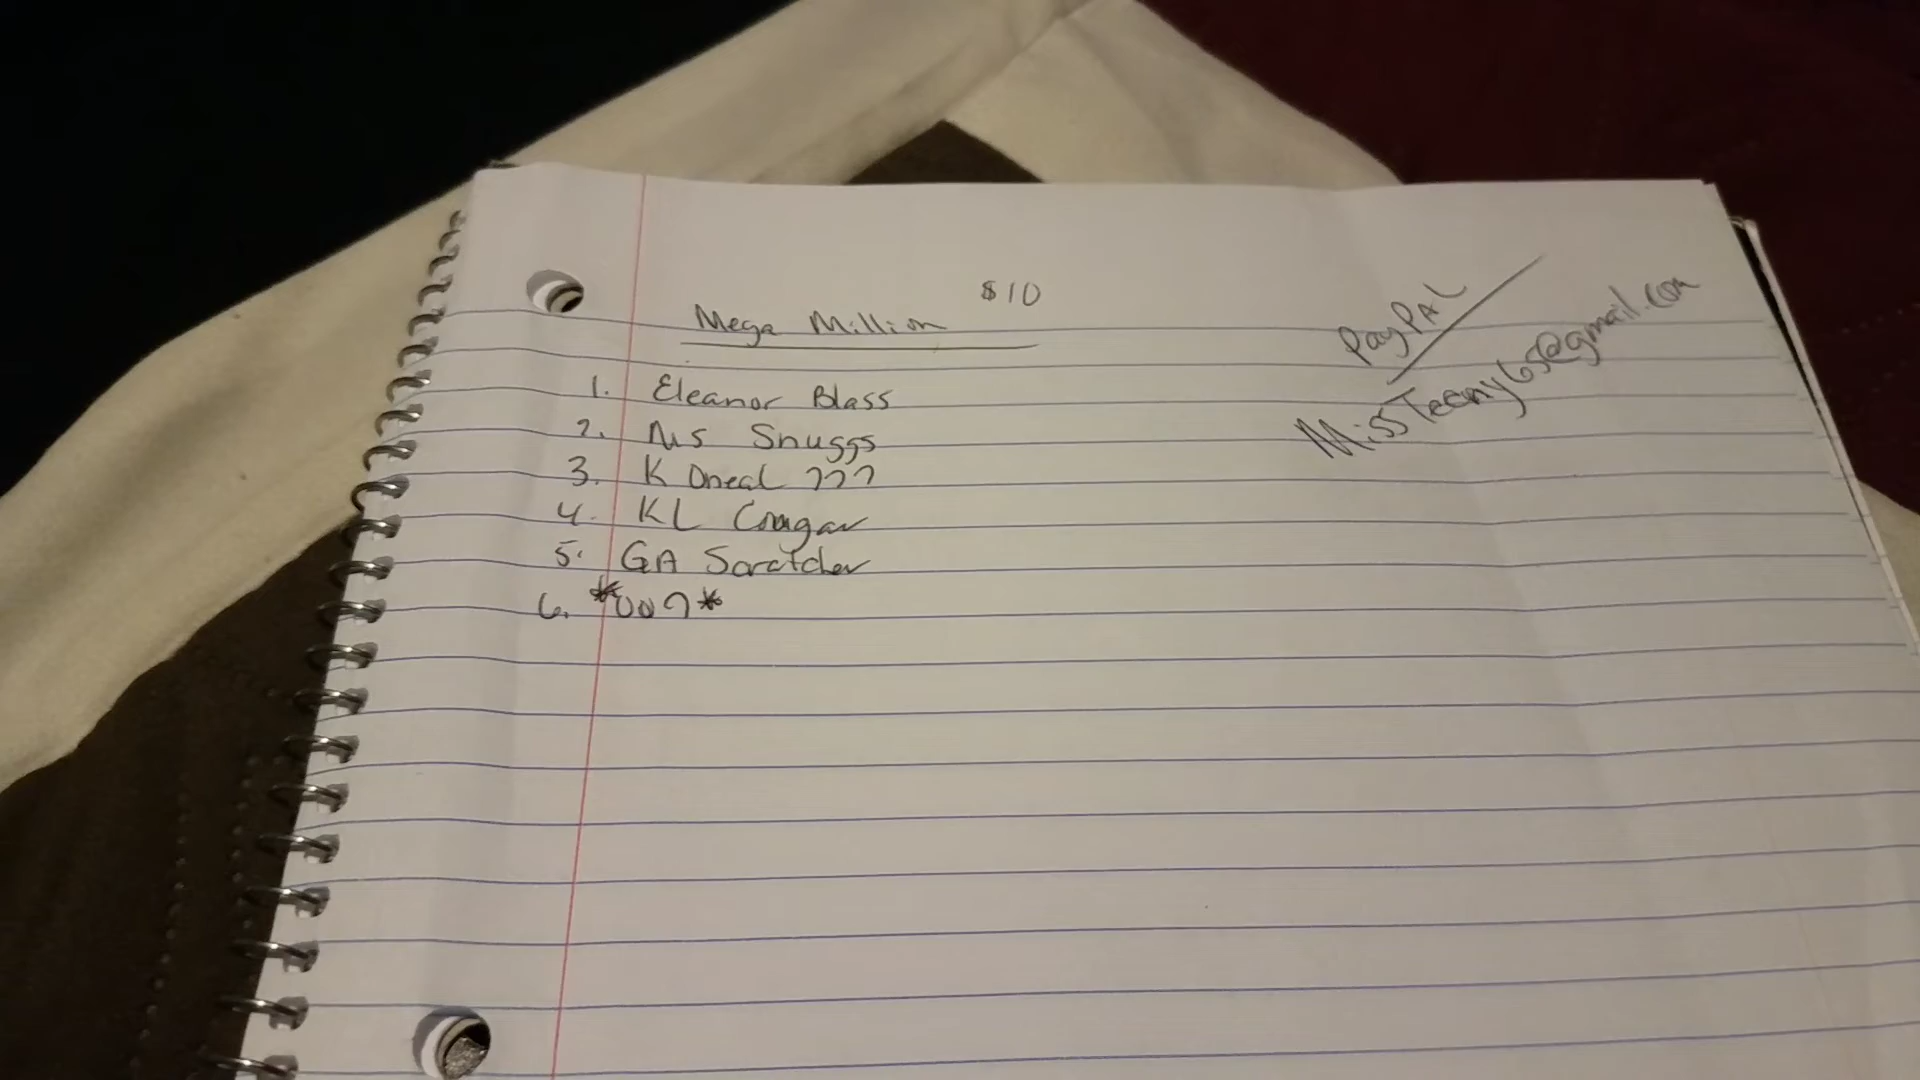 $10
Mega Million
1. Eleanor Blass
2. Ms Snuggs
3. K Oneal ???
4. KL Cougar
5. GA Scratcher
6. *007*
PayPAL
MissTeeny65@gmail.com